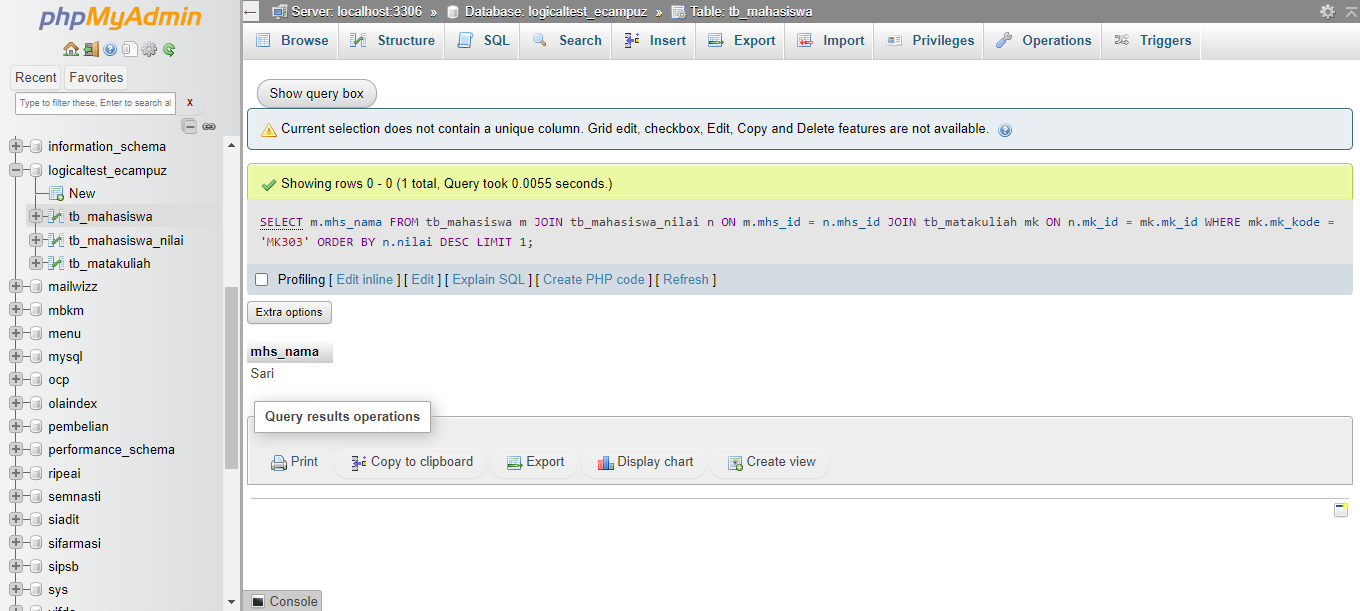 phpMyAdmin
Recent
Favorites
Type to filter these, Enter to search al
X
information_schema
logicaltest_ecampuz
New
tb_mahasiswa
tb_mahasiswa_nilai
tb_matakuliah
mailwizz
mbkm
menu
mysql
ocp
olaindex
pembelian
performance_schema
ripeai
semnasti
siadit
sifarmasi
sipsb
sys
Server: localhost:3306 » Database: logicaltest_ecampuz » Table: tb_mahasiswa
Browse
Structure
SQL
Search
Insert
Export
Import
Privileges
Operations
Triggers
Show query box
Current selection does not contain a unique column. Grid edit, checkbox, Edit, Copy and Delete features are not available.
Showing rows 0 - 0 (1 total, Query took 0.0055 seconds.)
SELECT m.mhs_nama FROM tb_mahasiswa m JOIN tb_mahasiswa_nilai n ON m.mhs_id = n.mhs_id JOIN tb_matakuliah mk ON n.mk_id = mk.mk_id WHERE mk.mk_kode =
'MK303' ORDER BY n.nilai DESC LIMIT 1;
Profiling [ Edit inline ] [ Edit ] [ Explain SQL ] [ Create PHP code ] [ Refresh ]
Extra options
mhs_nama
Sari
Query results operations
Print
Copy to clipboard
Export
Display chart
Create view
Console